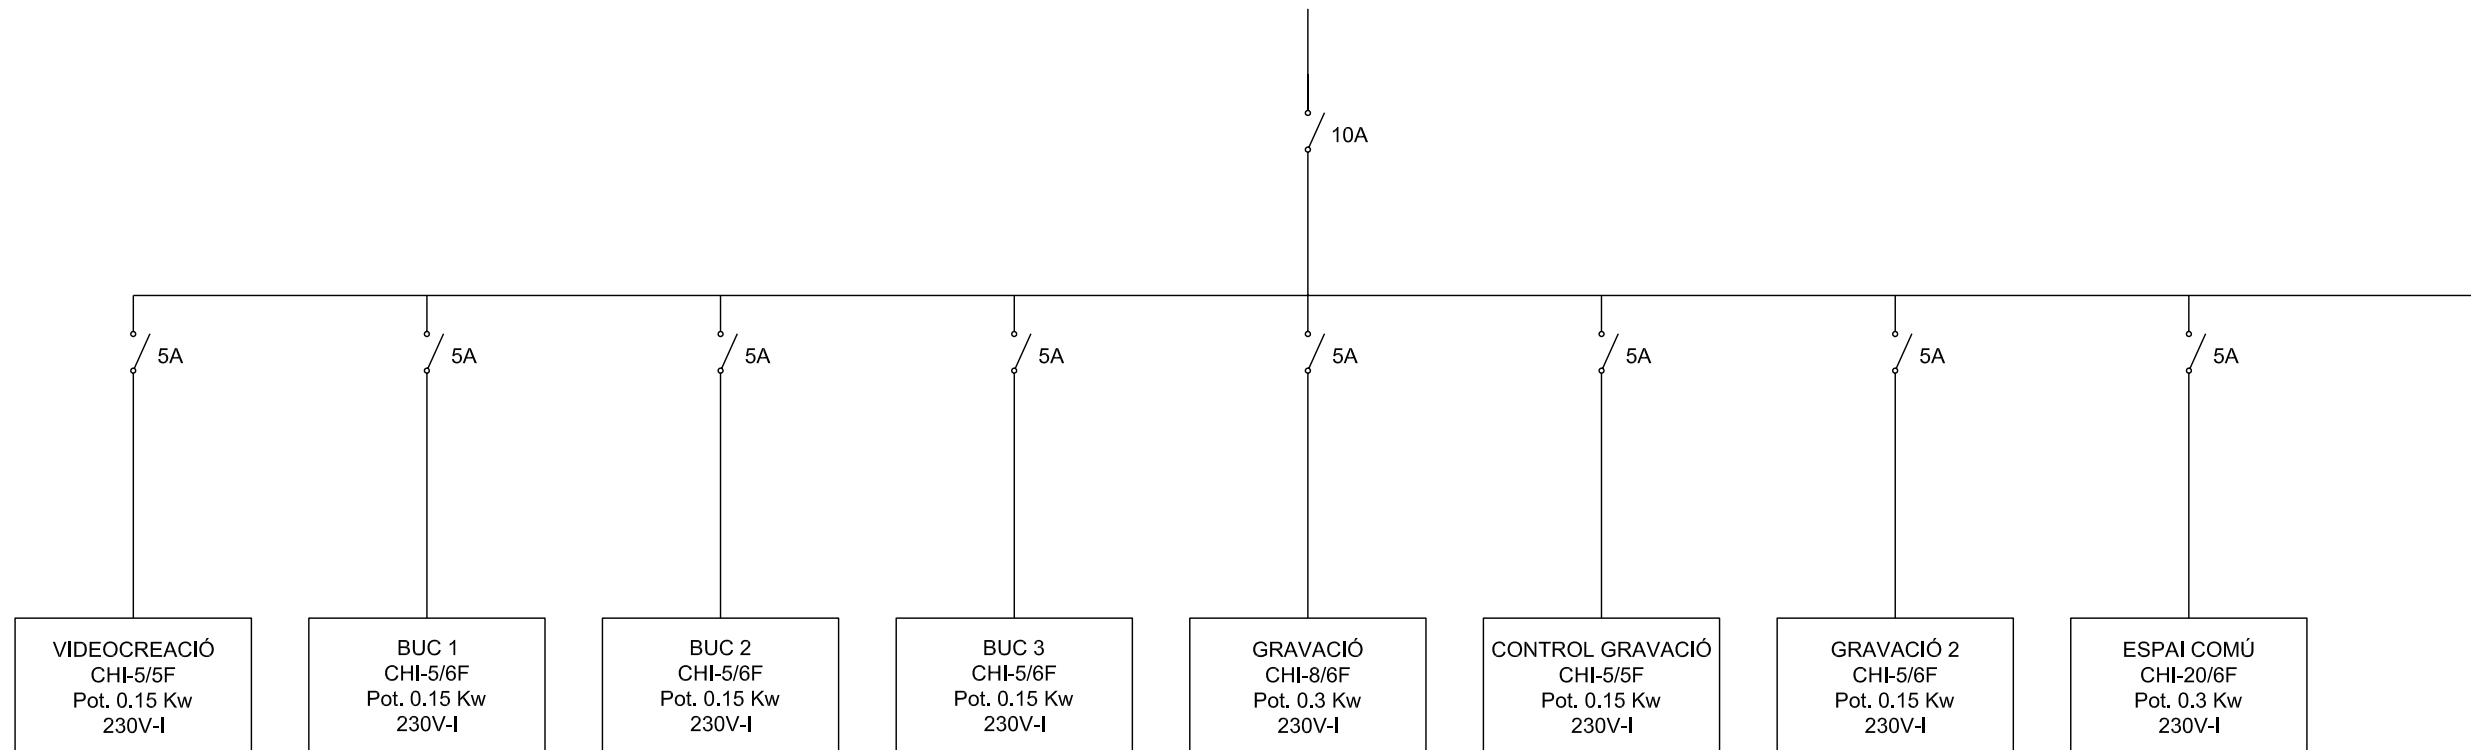 10A
5A
5A
5A
5A
5A
5A
5A
5A
VIDEOCREACIÓ
CHI-5/5F
Pot. 0.15 Kw
230V-I
BUC 1
CHI-5/6F
Pot. 0.15 Kw
230V-I
BUC 2
CHI-5/6F
Pot. 0.15 Kw
230V-I
BUC 3
CHI-5/6F
Pot. 0.15 Kw
230V-I
GRAVACIÓ
CHI-8/6F
Pot. 0.3 Kw
230V-I
CONTROL GRAVACIÓ
CHI-5/5F
Pot. 0.15 Kw
230V-I
GRAVACIÓ 2
CHI-5/6F
Pot. 0.15 Kw
230V-I
ESPAI COMÚ
CHI-20/6F
Pot. 0.3 Kw
230V-I